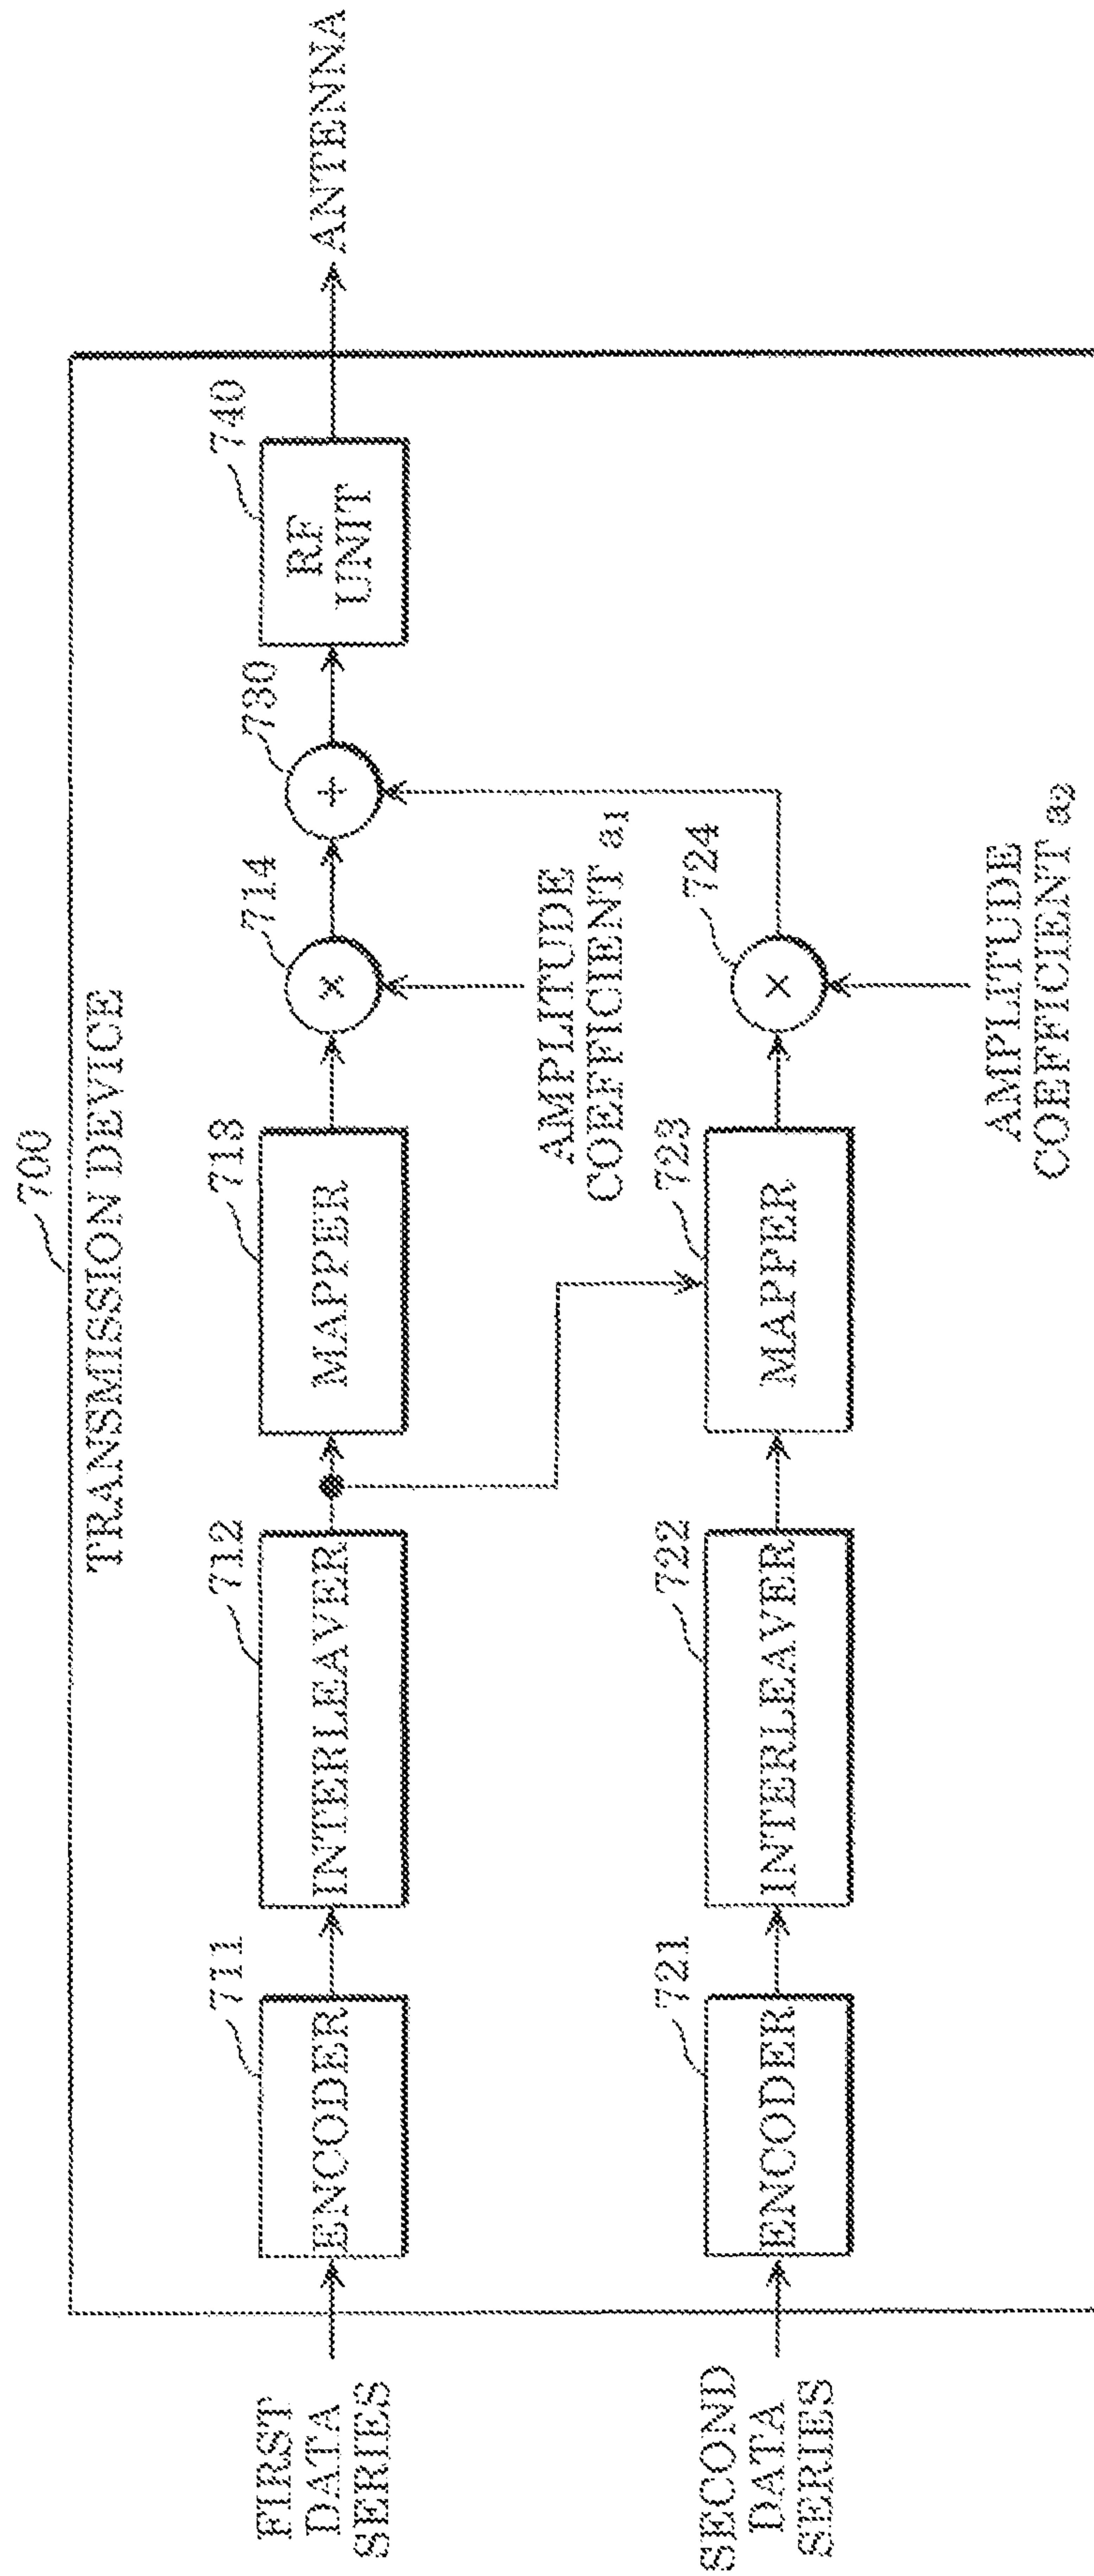 700
TRANSMISSION DEVICE
FIRST
DATA
SERIES
711
ENCODER
712
INTERLEAVER
713
MAPPER
714
×
730
+
740
RF
UNIT
ANTENNA
AMPLITUDE
COEFFICIENT a1
SECOND
DATA
SERIES
721
ENCODER
722
INTERLEAVER
723
MAPPER
724
×
AMPLITUDE
COEFFICIENT a2